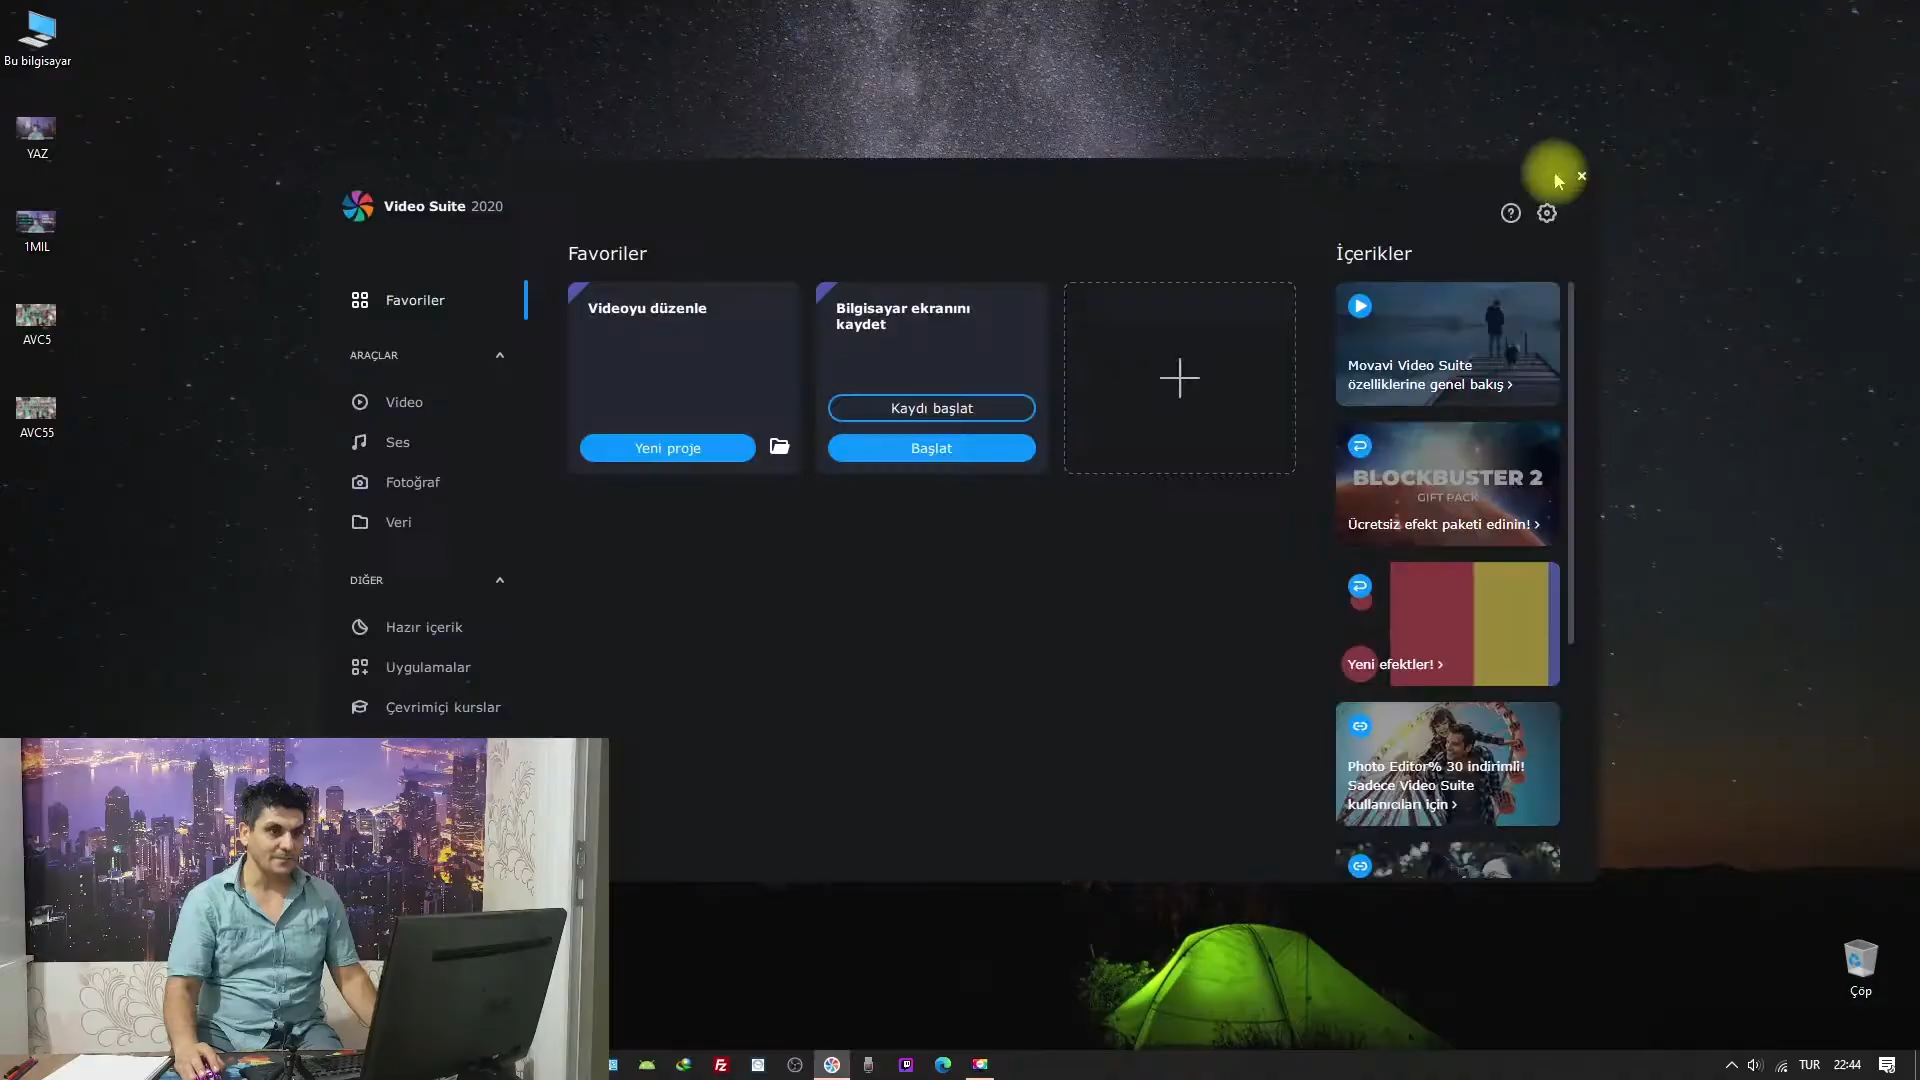 Bu bilgisayar
YAZ
1MIL
AVC5
AVC55
Video Suite 2020
Favoriler
ARAÇLAR
Video
Ses
Fotoğraf
Veri
DIĞER
Hazır içerik
Uygulamalar
Çevrimiçi kurslar
Favoriler
Videoyu düzenle
Yeni proje
Bilgisayar ekranını
kaydet
Kaydı başlat
Başlat
İçerikler
Movavi Video Suite
özelliklerine genel bakış ›
BLOCKBUSTER 2
GIFT PACK
Ücretsiz efekt paketi edinin! ›
Yeni efektler! ›
Photo Editor% 30 indirimli!
Sadece Video Suite
kullanıcıları için ›
Çöp
TUR 22:44